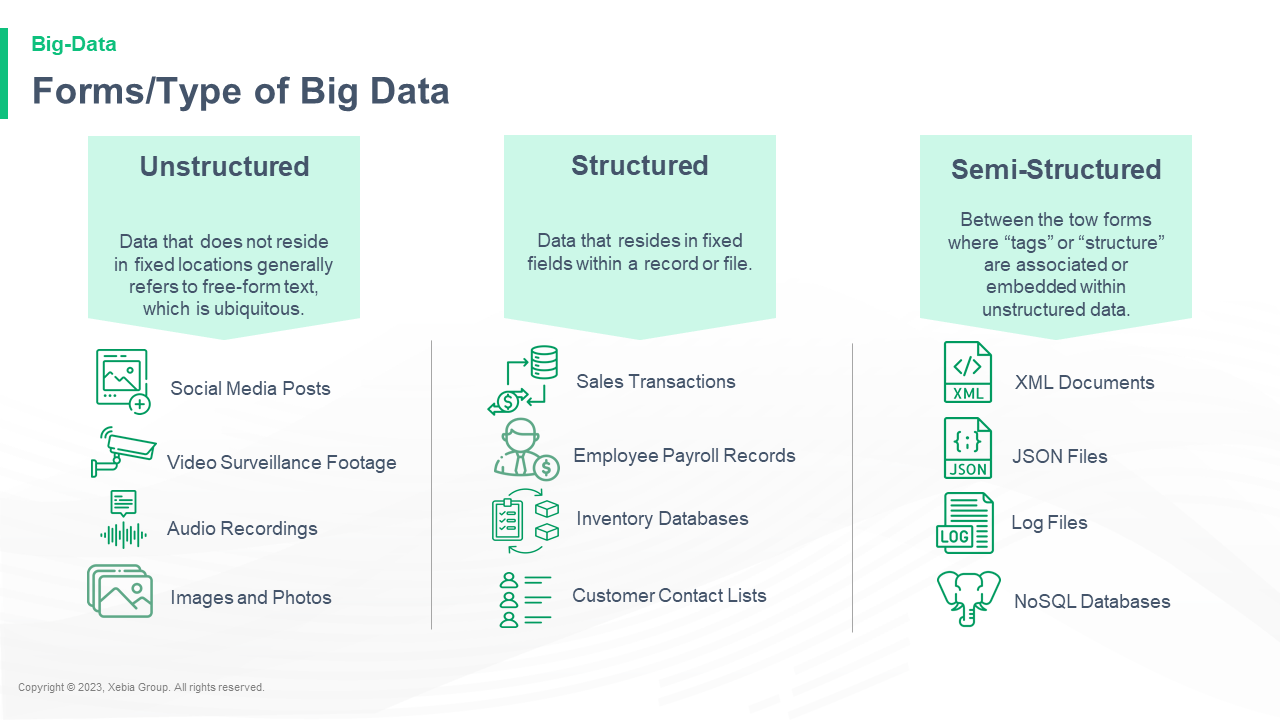 Big-Data
Forms/Type of Big Data
Unstructured
Data that does not reside
in fixed locations generally
refers to free-form text,
which is ubiquitous.
Social Media Posts
Video Surveillance Footage
Audio Recordings
Images and Photos
Structured
Data that resides in fixed
fields within a record or file.
Sales Transactions
Employee Payroll Records
Inventory Databases
Customer Contact Lists
Semi-Structured
Between the tow forms
where “tags” or “structure”
are associated or
embedded within
unstructured data.
</> XML
XML Documents
{:} JSON
JSON Files
LOG
Log Files
NoSQL Databases
$
$
Copyright © 2023, Xebia Group. All rights reserved.